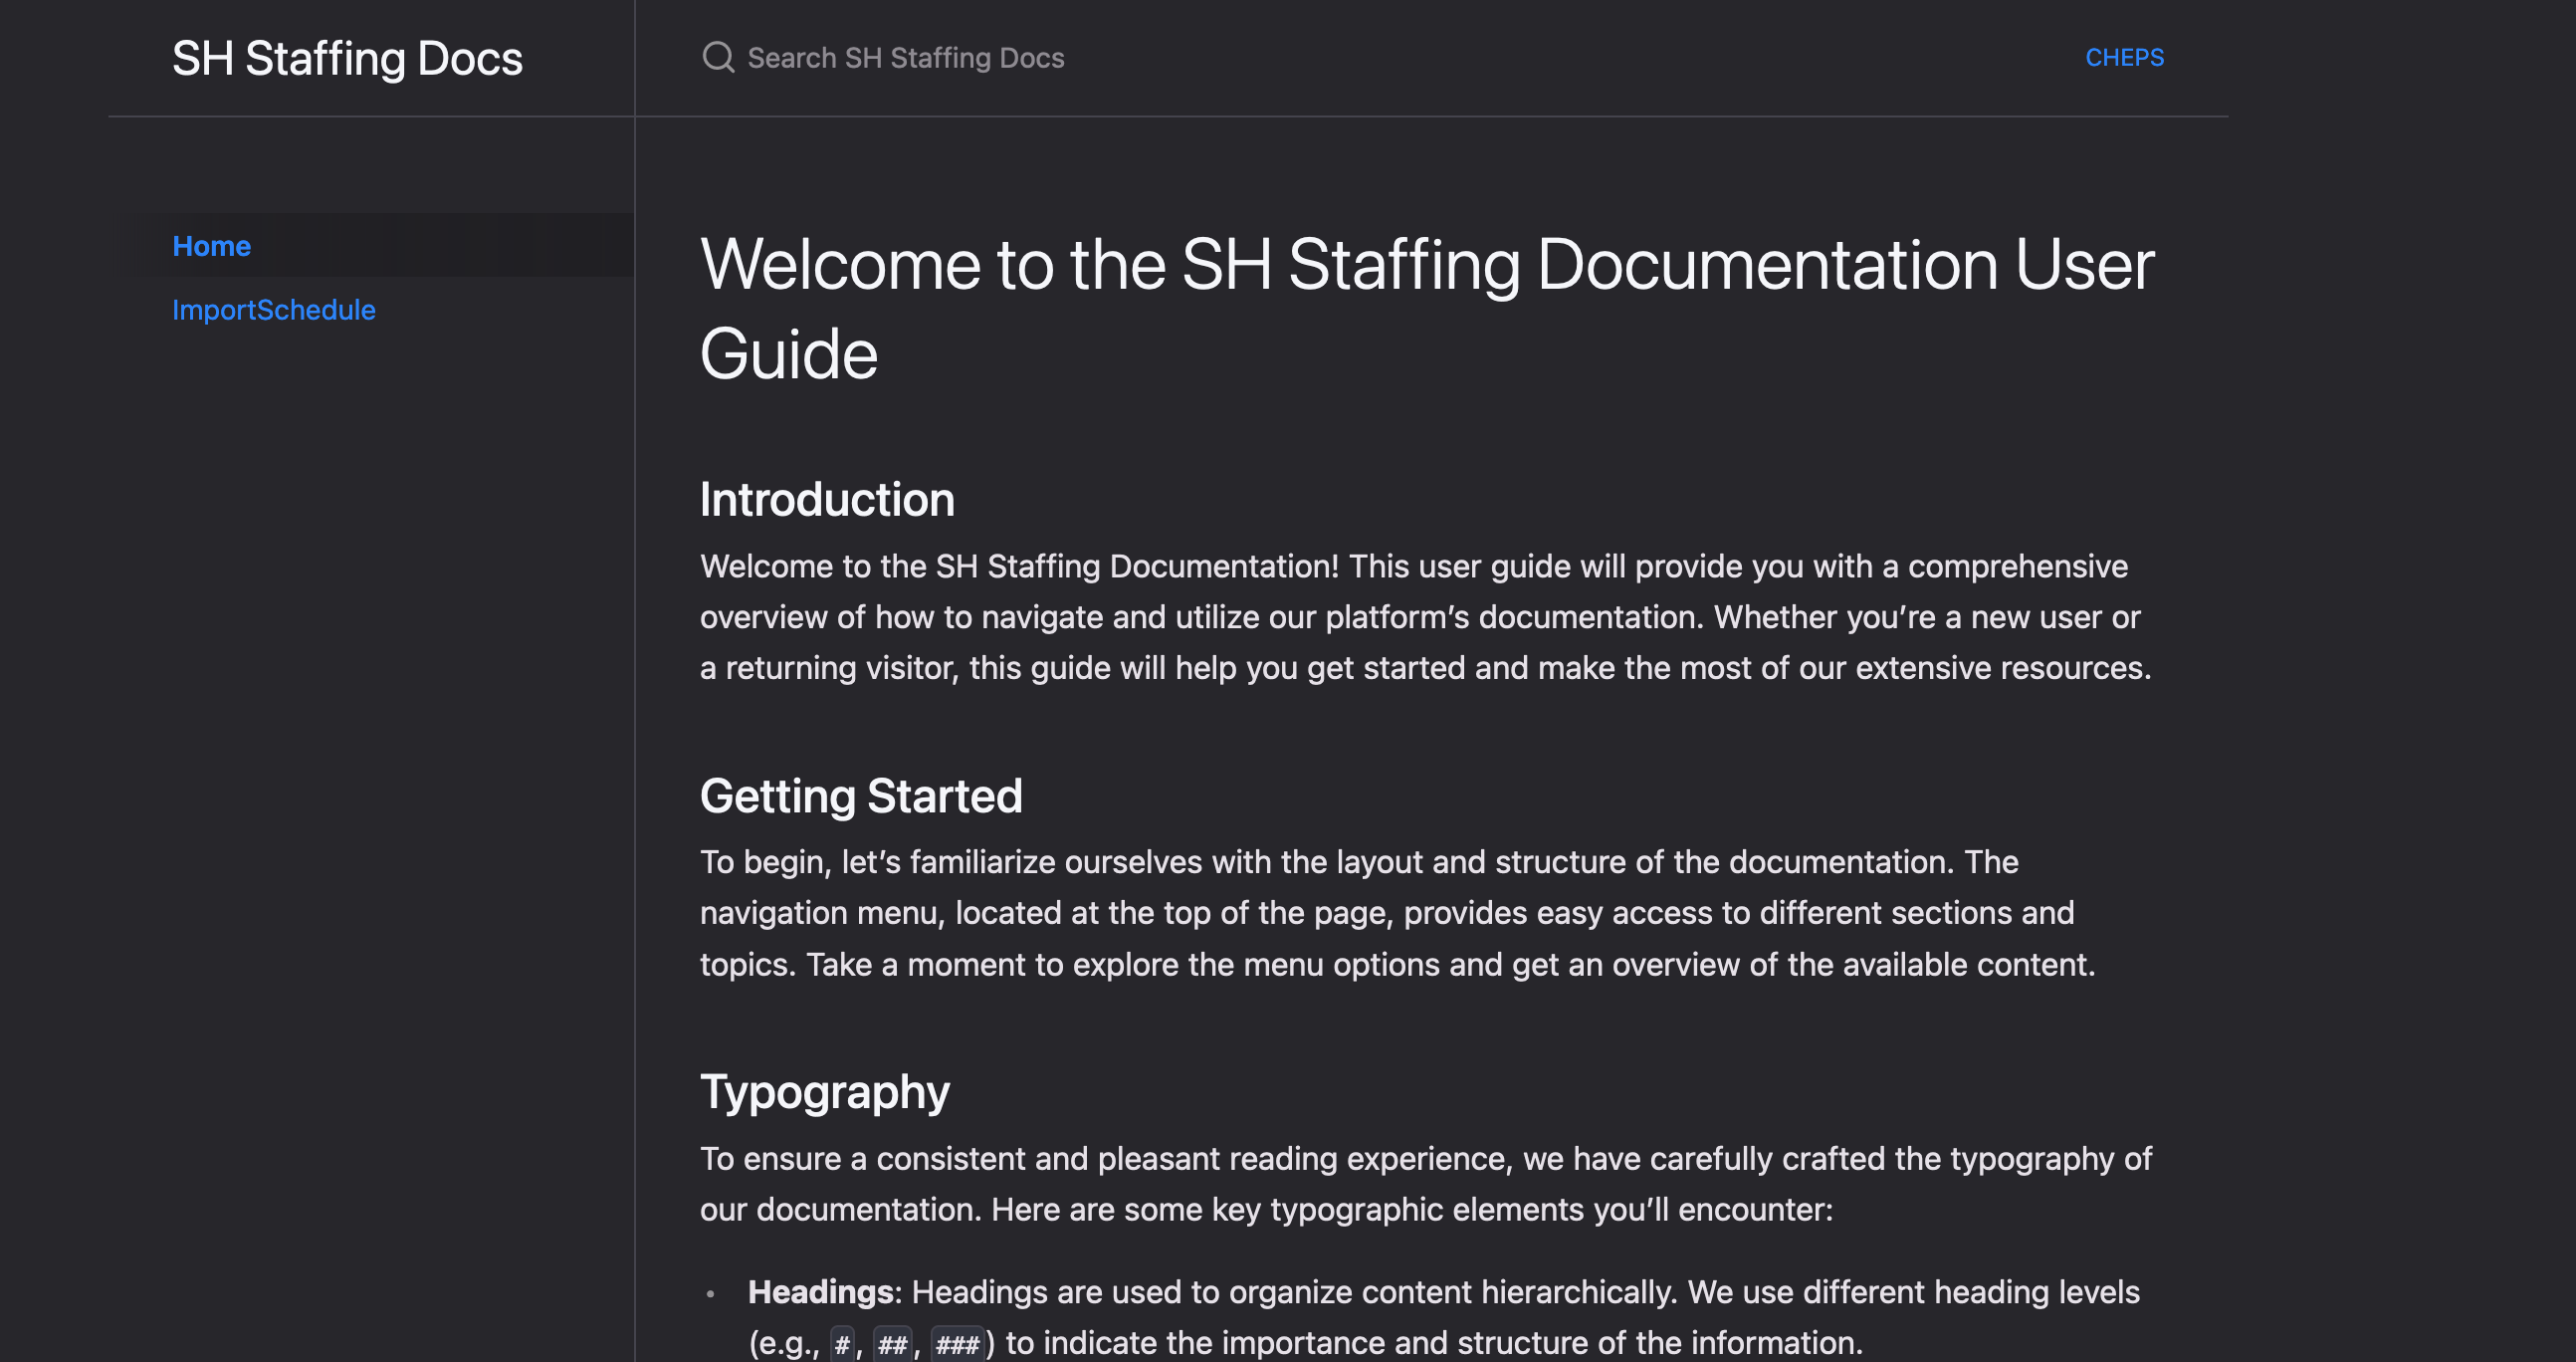 SH Staffing Docs
Search SH Staffing Docs
CHEPS
Home
ImportSchedule
Welcome to the SH Staffing Documentation User
Guide
Introduction
Welcome to the SH Staffing Documentation! This user guide will provide you with a comprehensive
overview of how to navigate and utilize our platform’s documentation. Whether you’re a new user or
a returning visitor, this guide will help you get started and make the most of our extensive resources.
Getting Started
To begin, let’s familiarize ourselves with the layout and structure of the documentation. The
navigation menu, located at the top of the page, provides easy access to different sections and
topics. Take a moment to explore the menu options and get an overview of the available content.
Typography
To ensure a consistent and pleasant reading experience, we have carefully crafted the typography of
our documentation. Here are some key typographic elements you’ll encounter:
• Headings: Headings are used to organize content hierarchically. We use different heading levels
(e.g., #, ##, ###) to indicate the importance and structure of the information.